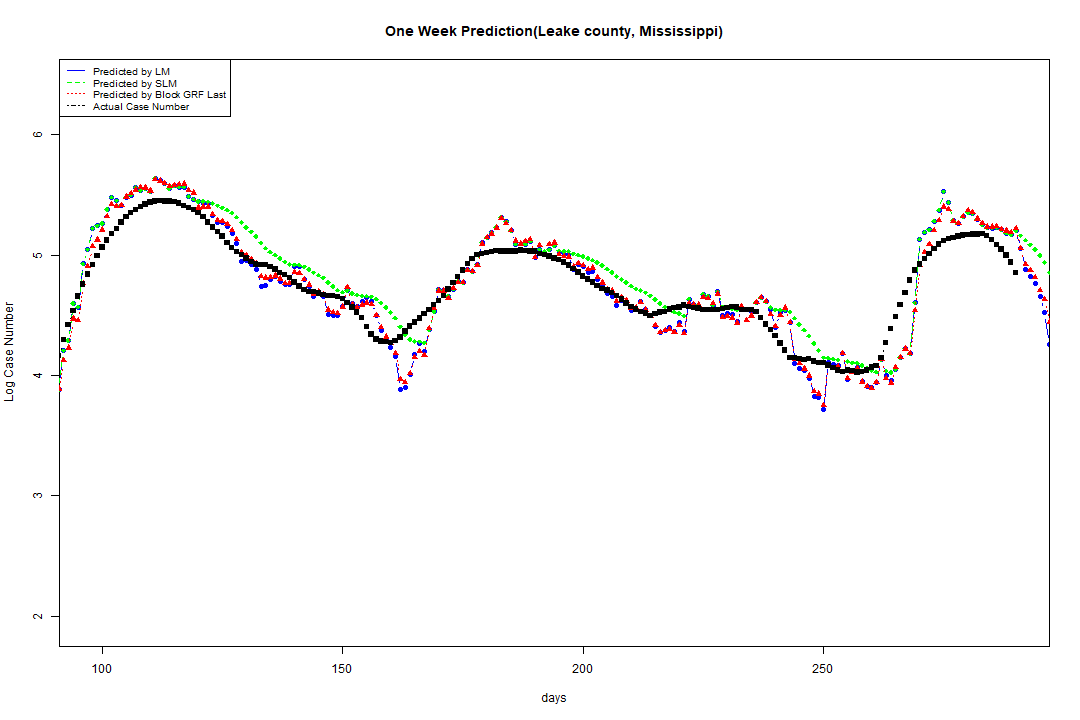 One Week Prediction(Leake county, Mississippi)
Predicted by LM
Predicted by SLM
Predicted by Block GRF Last
Actual Case Number
6
5
4
3
2
Log Case Number
100 150 200 250
days